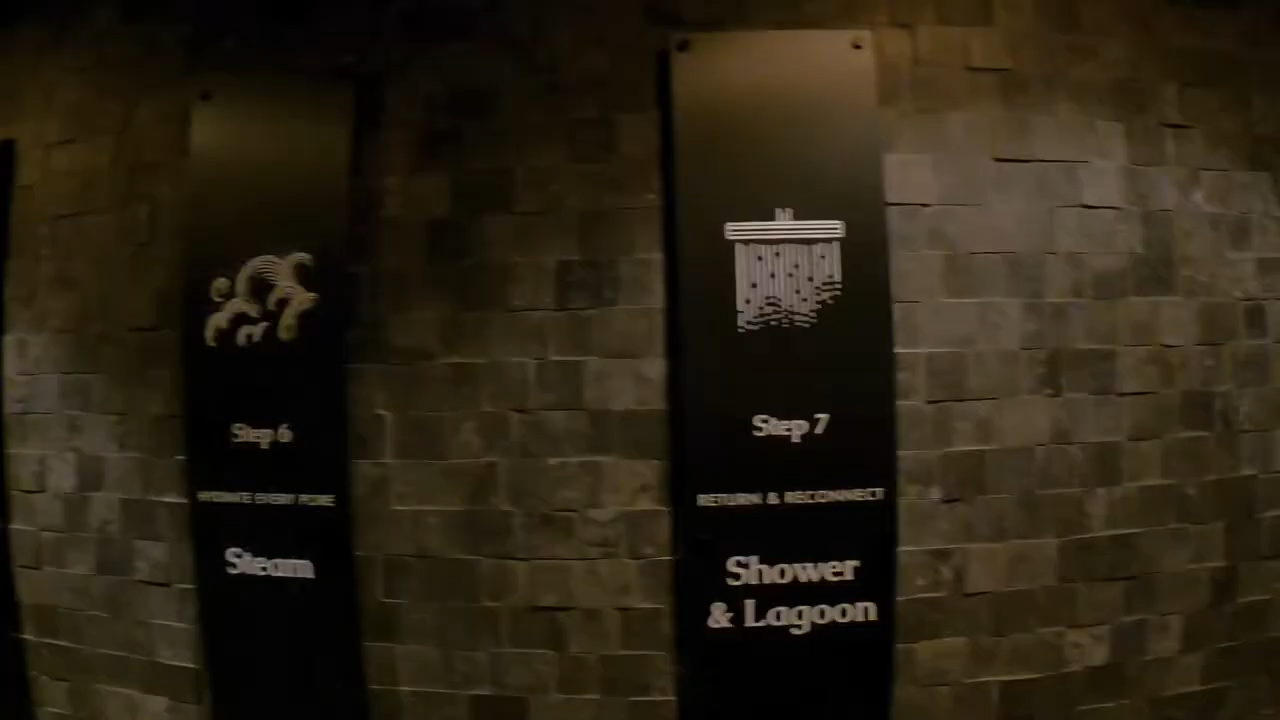 Step 6
HYDRATE EVERY PORE
Steam
Step 7
RETURN & RECONNECT
Shower
& Lagoon